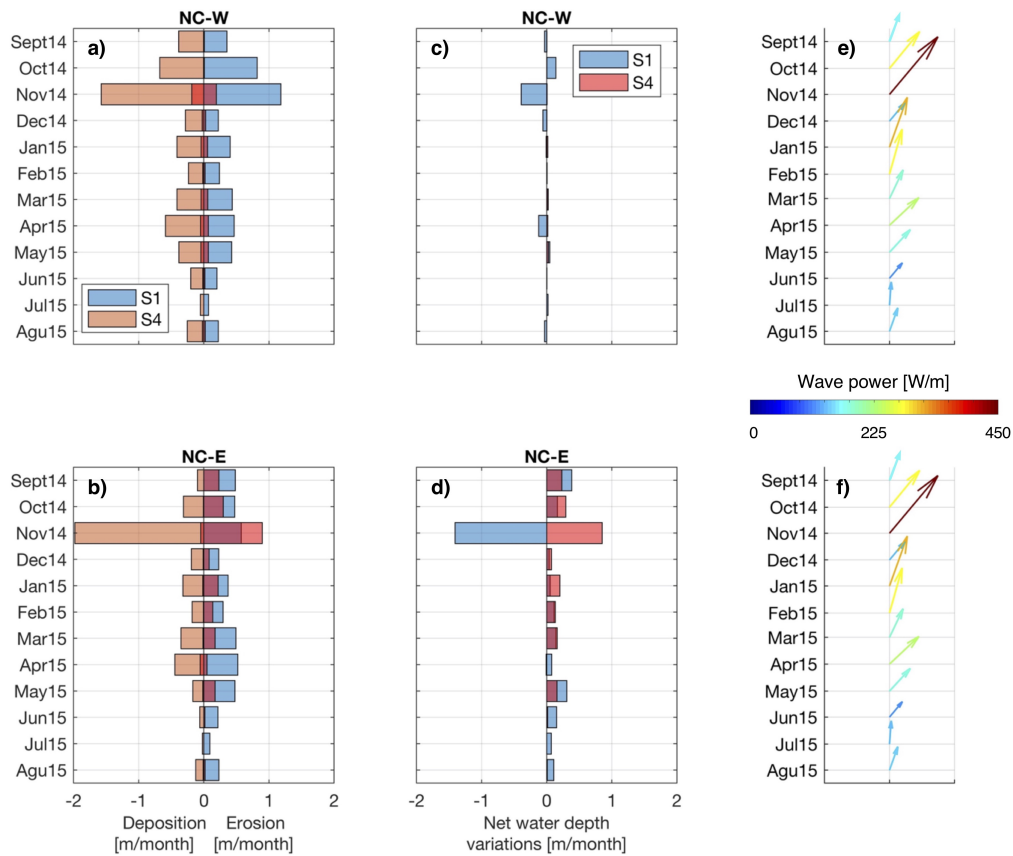 NC-W
a)
Sept14
Oct14
Nov14
Dec14
Jan15
Feb15
Mar15
Apr15
May15
Jun15
Jul15
Agu15
S1
S4
NC-W
c)
S1
S4
e)
Sept14
Oct14
Nov14
Dec14
Jan15
Feb15
Mar15
Apr15
May15
Jun15
Jul15
Agu15
Wave power [W/m]
0 225 450
NC-E
b)
Sept14
Oct14
Nov14
Dec14
Jan15
Feb15
Mar15
Apr15
May15
Jun15
Jul15
Agu15
-2 -1 0 1 2
Deposition Erosion
[m/month] [m/month]
NC-E
d)
-2 -1 0 1 2
Net water depth
variations [m/month]
f)
Sept14
Oct14
Nov14
Dec14
Jan15
Feb15
Mar15
Apr15
May15
Jun15
Jul15
Agu15